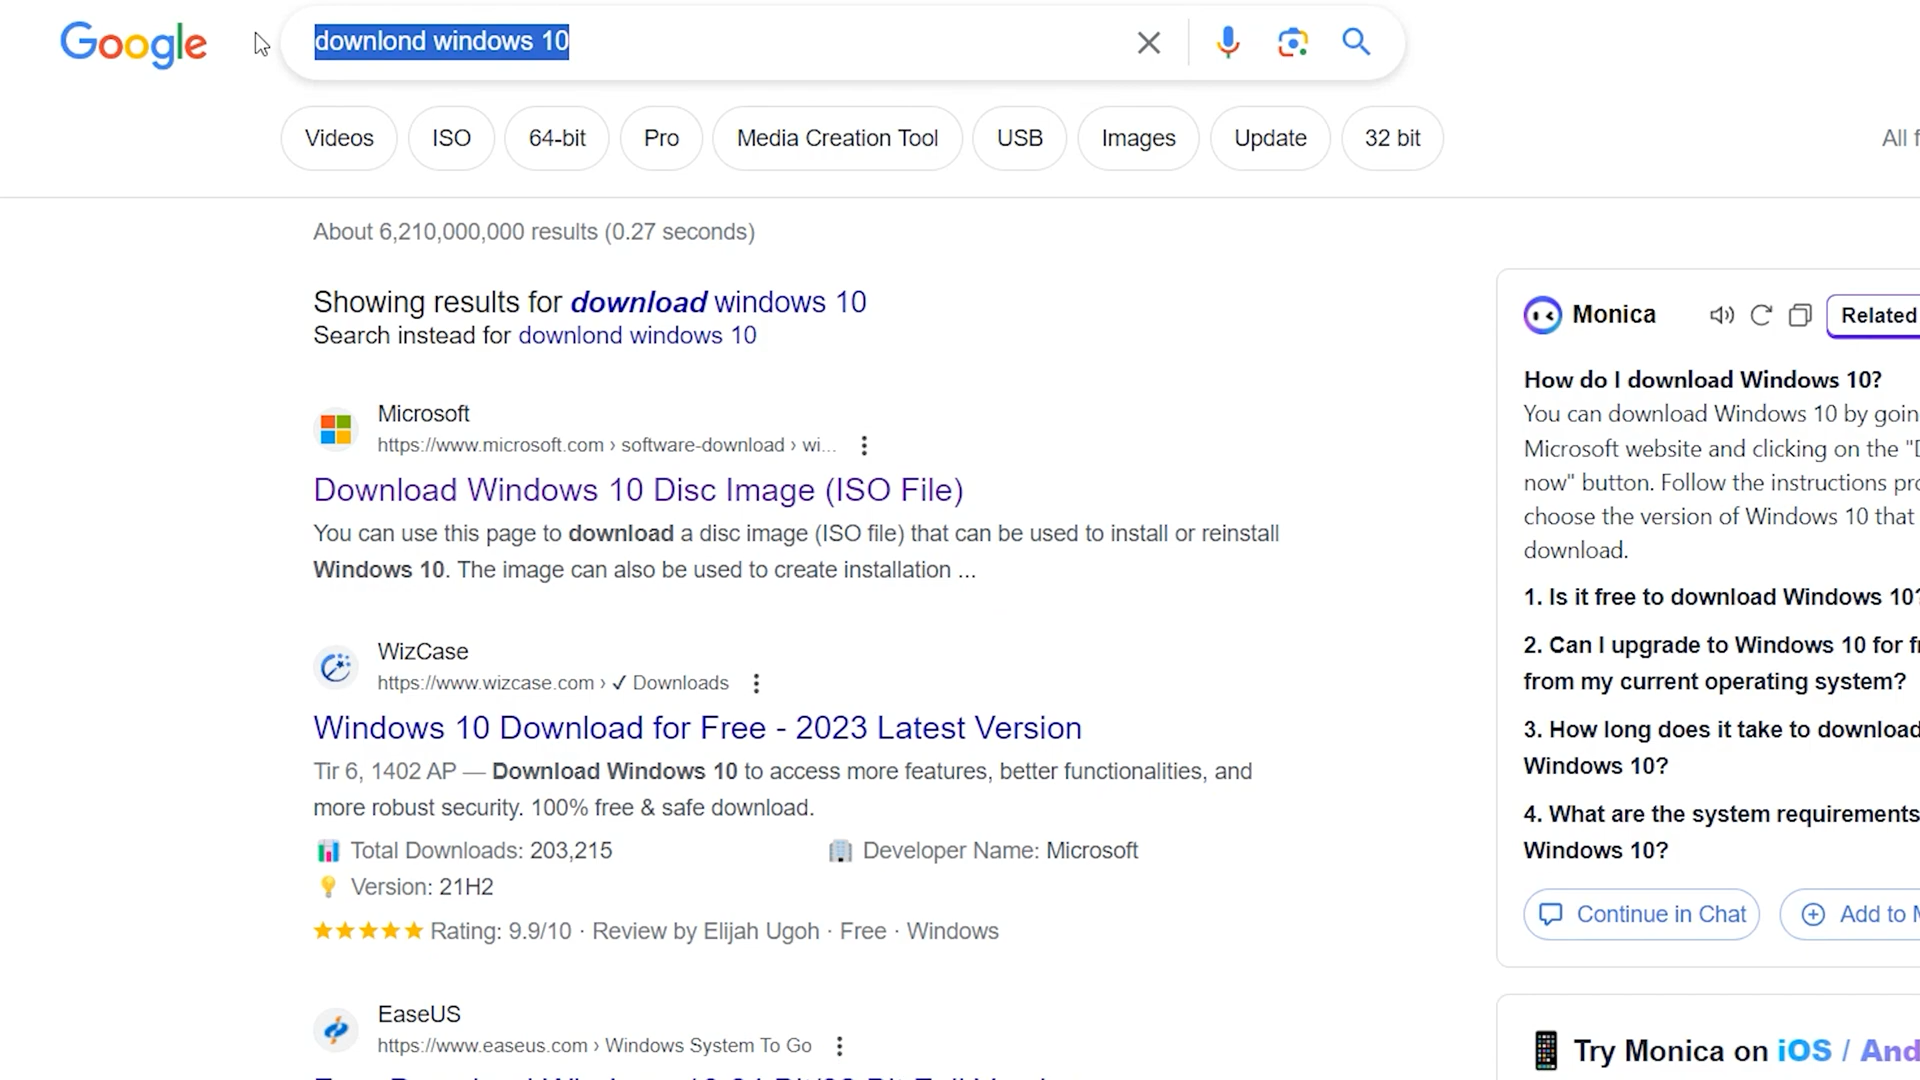 Google
downlond windows 10
Videos
ISO
64-bit
Pro
Media Creation Tool
USB
Images
Update
32 bit
All f
About 6,210,000,000 results (0.27 seconds)
Showing results for download windows 10
Search instead for downlond windows 10
Microsoft
https://www.microsoft.com › software-download › wi...
Download Windows 10 Disc Image (ISO File)
You can use this page to download a disc image (ISO file) that can be used to install or reinstall
Windows 10. The image can also be used to create installation ...
WizCase
https://www.wizcase.com › ✓ Downloads
Windows 10 Download for Free - 2023 Latest Version
Tir 6, 1402 AP — Download Windows 10 to access more features, better functionalities, and
more robust security. 100% free & safe download.
Total Downloads: 203,215
Developer Name: Microsoft
Version: 21H2
Rating: 9.9/10 · Review by Elijah Ugoh · Free · Windows
EaseUS
https://www.easeus.com › Windows System To Go
Monica
Related
How do I download Windows 10?
You can download Windows 10 by goin
Microsoft website and clicking on the "D
now" button. Follow the instructions pro
choose the version of Windows 10 that
download.
1. Is it free to download Windows 10?
2. Can I upgrade to Windows 10 for fr
from my current operating system?
3. How long does it take to download
Windows 10?
4. What are the system requirements
Windows 10?
Continue in Chat
Add to M
Try Monica on iOS / And